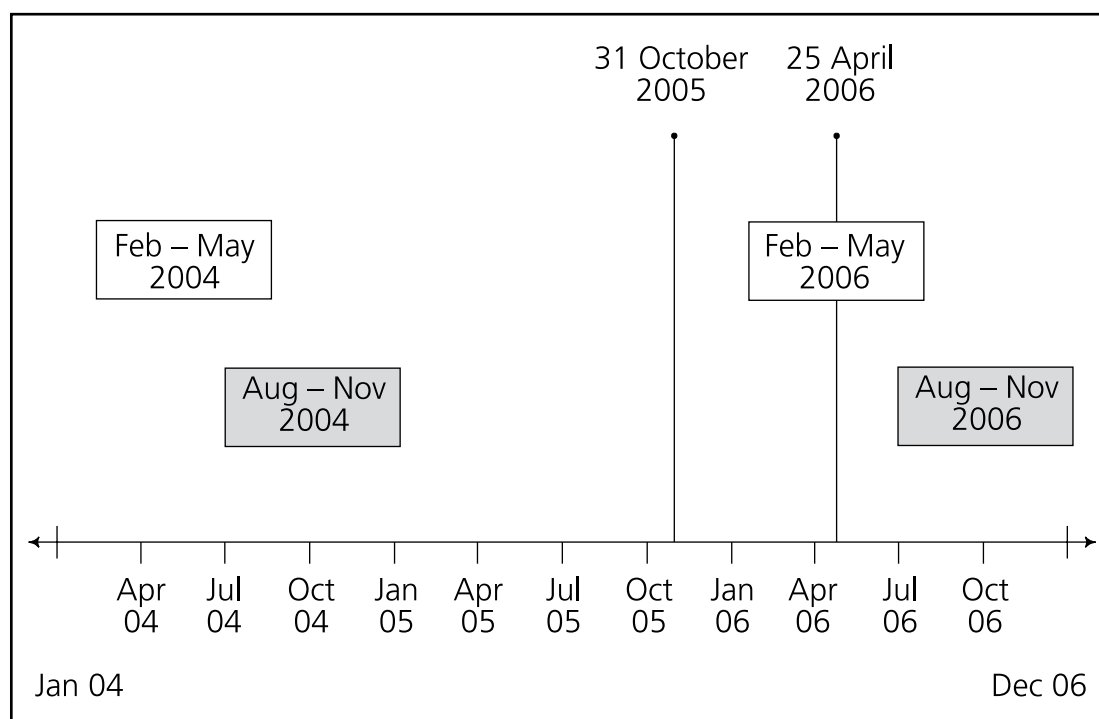 31 October
2005
25 April
2006
Feb – May
2004
Feb – May
2006
Aug – Nov
2004
Aug – Nov
2006
Apr
04
Jul
04
Oct
04
Jan
05
Apr
05
Jul
05
Oct
05
Jan
06
Apr
06
Jul
06
Oct
06
Jan 04
Dec 06